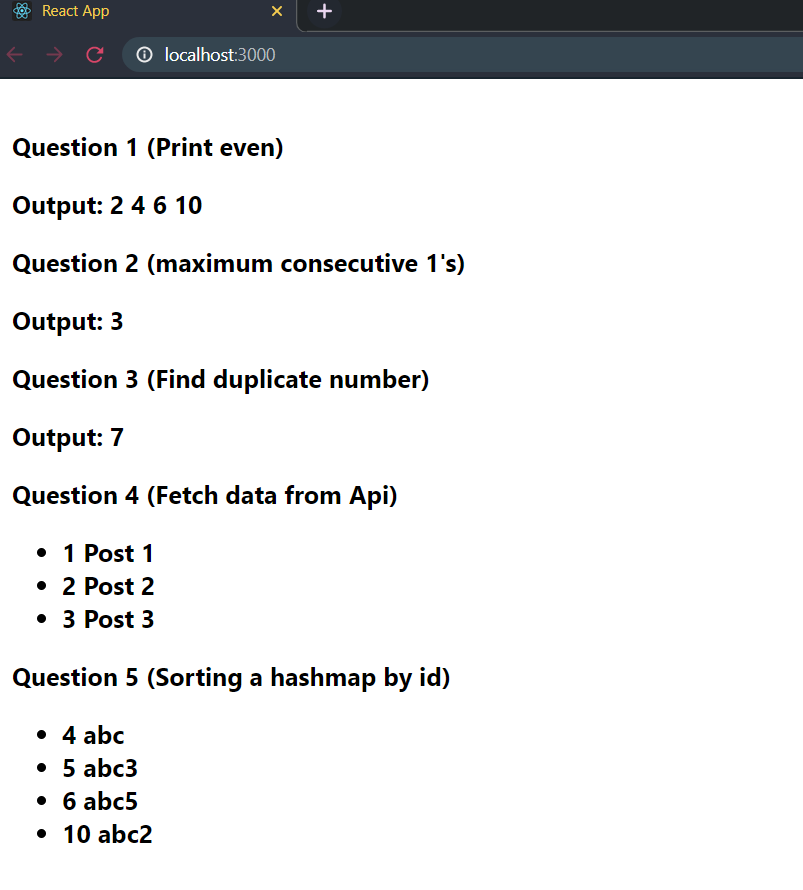 React App
localhost:3000
Question 1 (Print even)
Output: 2 4 6 10
Question 2 (maximum consecutive 1's)
Output: 3
Question 3 (Find duplicate number)
Output: 7
Question 4 (Fetch data from Api)
1 Post 1
2 Post 2
3 Post 3
Question 5 (Sorting a hashmap by id)
4 abc
5 abc3
6 abc5
10 abc2